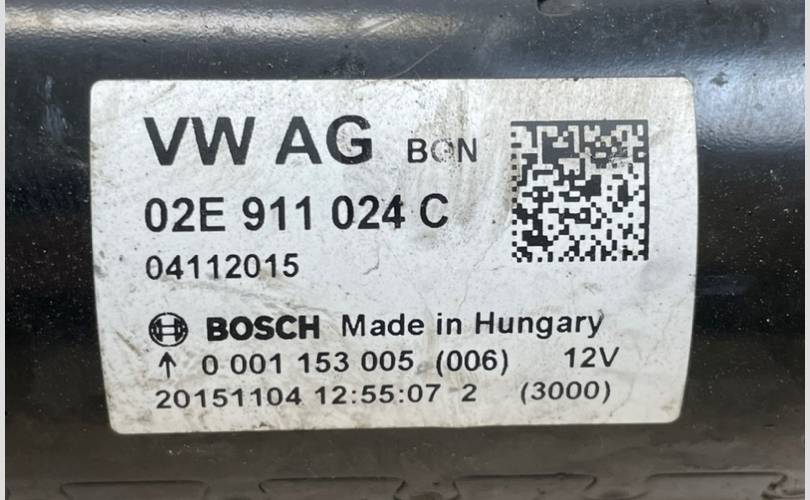 VW AG BGN
02E 911 024 C
04112015
BOSCH Made in Hungary
↑ 0 001 153 005 (006) 12V
20151104 12:55:07 2 (3000)